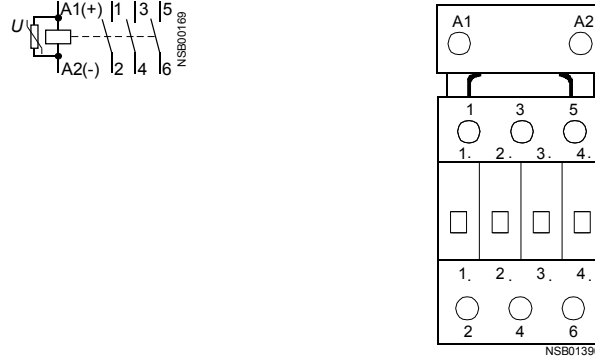 A1(+) 1 3 5
U
A2(-) 2 4 6
NSB00169
A1 A2
1 3 5
1. 2. 3. 4.
1. 2. 3. 4.
2 4 6
NSB0139